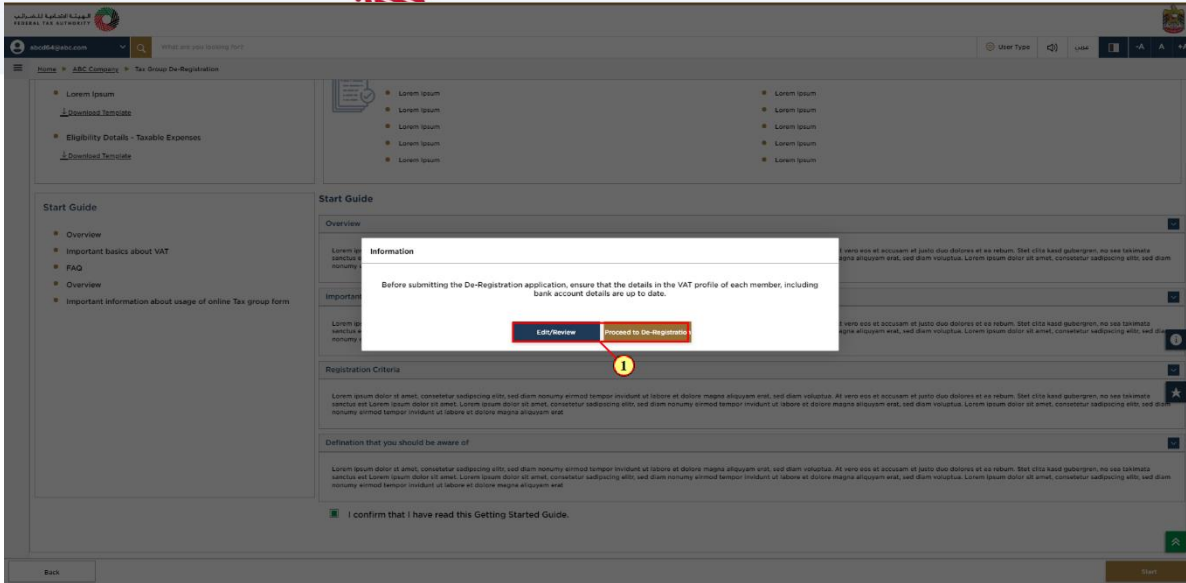 الهيئة الاتحادية للضرائب
FEDERAL TAX AUTHORITY
abcd64@abc.com
What are you looking for?
User Type
-A A +A
Home ABC Company Tax Group De-Registration
Lorem Ipsum
Download Template
Eligibility Details - Taxable Expenses
Download Template
Lorem Ipsum
Lorem Ipsum
Lorem Ipsum
Lorem Ipsum
Lorem Ipsum
Lorem Ipsum
Lorem Ipsum
Lorem Ipsum
Lorem Ipsum
Lorem Ipsum
Start Guide
Overview
Important basics about VAT
FAQ
Overview
Important information about usage of online Tax group form
Start Guide
Overview
Information
Before submitting the De-Registration application, ensure that the details in the VAT profile of each member, including
bank account details are up to date.
Edit/Review
Proceed to De-Registration
1
Important
Registration Criteria
Lorem ipsum dolor sit amet, consetetur sadipscing elitr, sed diam nonumy eirmod tempor invidunt ut labore et dolore magna aliquyam erat, sed diam voluptua. At vero eos et accusam et justo duo dolores et ea rebum. Stet clita kasd gubergren, no sea takimata
sanctus est Lorem ipsum dolor sit amet. Lorem ipsum dolor sit amet, consetetur sadipscing elitr, sed diam nonumy eirmod tempor invidunt ut labore et dolore magna aliquyam erat, sed diam voluptua. Lorem ipsum dolor sit amet, consetetur sadipscing elitr, sed diam
nonumy eirmod tempor invidunt ut labore et dolore magna aliquyam erat
Defination that you should be aware of
Lorem ipsum dolor sit amet, consetetur sadipscing elitr, sed diam nonumy eirmod tempor invidunt ut labore et dolore magna aliquyam erat, sed diam voluptua. At vero eos et accusam et justo duo dolores et ea rebum. Stet clita kasd gubergren, no sea takimata
sanctus est Lorem ipsum dolor sit amet. Lorem ipsum dolor sit amet, consetetur sadipscing elitr, sed diam nonumy eirmod tempor invidunt ut labore et dolore magna aliquyam erat, sed diam voluptua. Lorem ipsum dolor sit amet, consetetur sadipscing elitr, sed diam
nonumy eirmod tempor invidunt ut labore et dolore magna aliquyam erat
I confirm that I have read this Getting Started Guide.
Back
Start